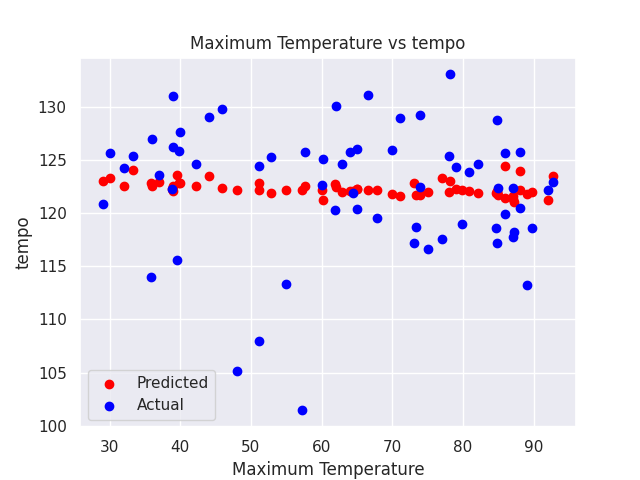 Maximum Temperature vs tempo
tempo
130
125
120
115
110
105
100
Predicted
Actual
30 40 50 60 70 80 90
Maximum Temperature